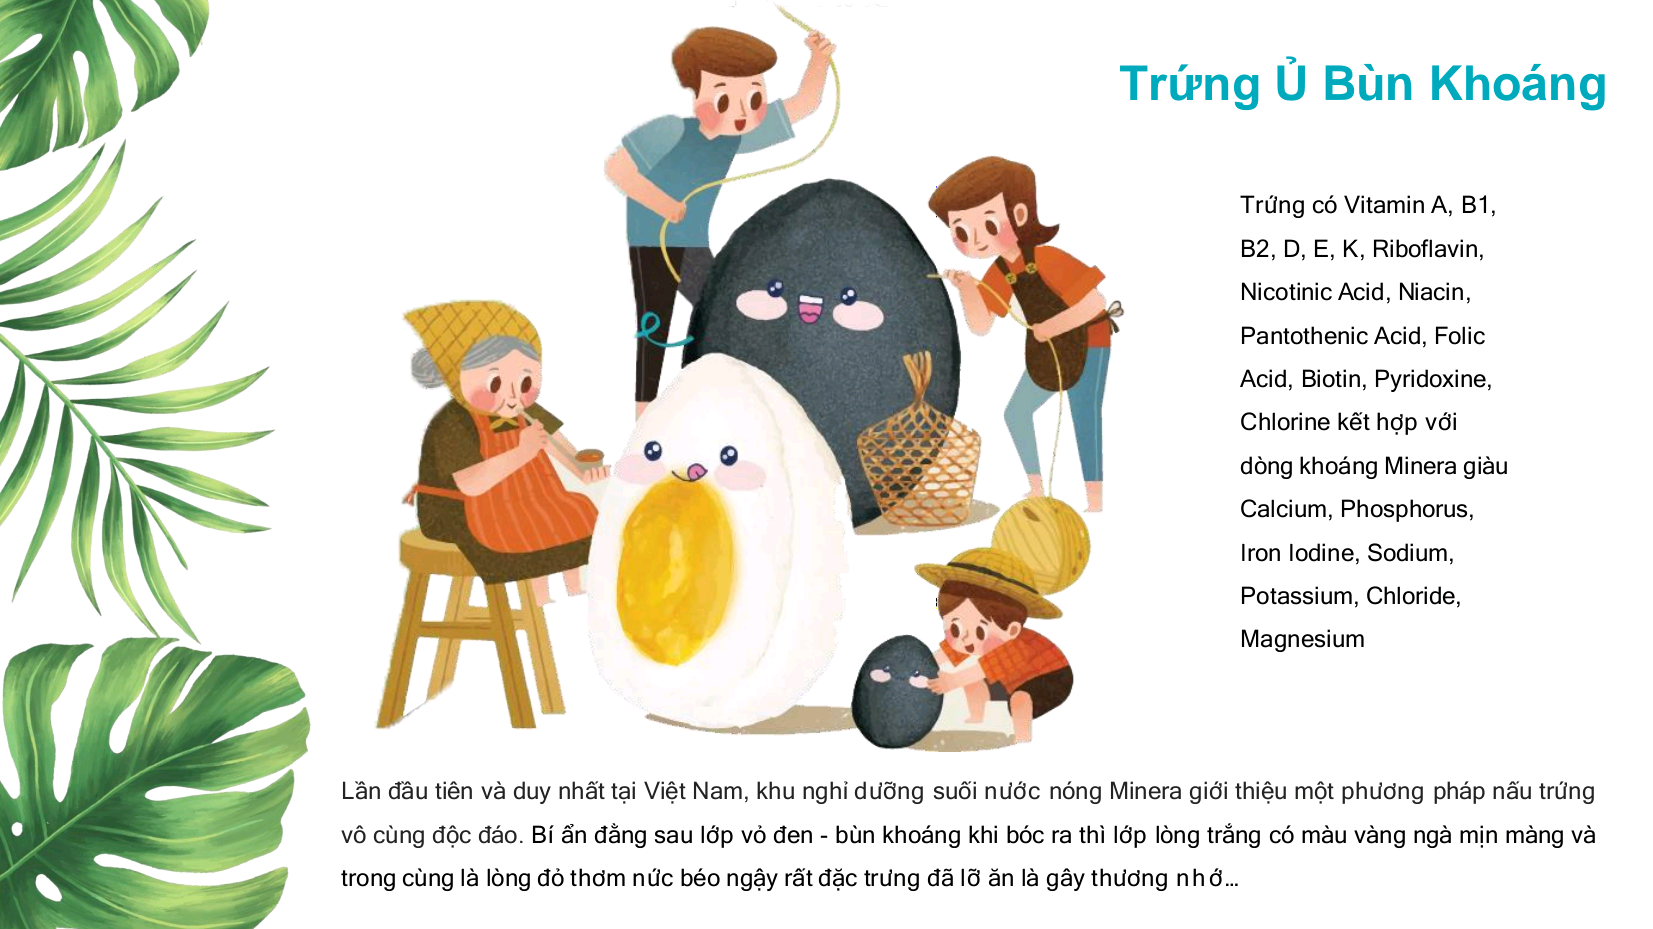 Trứng Ủ Bùn Khoáng
Trứng có Vitamin A, B1,
B2, D, E, K, Riboflavin,
Nicotinic Acid, Niacin,
Pantothenic Acid, Folic
Acid, Biotin, Pyridoxine,
Chlorine kết hợp với
dòng khoáng Minera giàu
Calcium, Phosphorus,
Iron Iodine, Sodium,
Potassium, Chloride,
Magnesium
Lần đầu tiên và duy nhất tại Việt Nam, khu nghỉ dưỡng suối nước nóng Minera giới thiệu một phương pháp nấu trứng
vô cùng độc đáo. Bí ẩn đằng sau lớp vỏ đen - bùn khoáng khi bóc ra thì lớp lòng trắng có màu vàng ngà mịn màng và
trong cùng là lòng đỏ thơm nức béo ngậy rất đặc trưng đã lỡ ăn là gây thương nhớ...